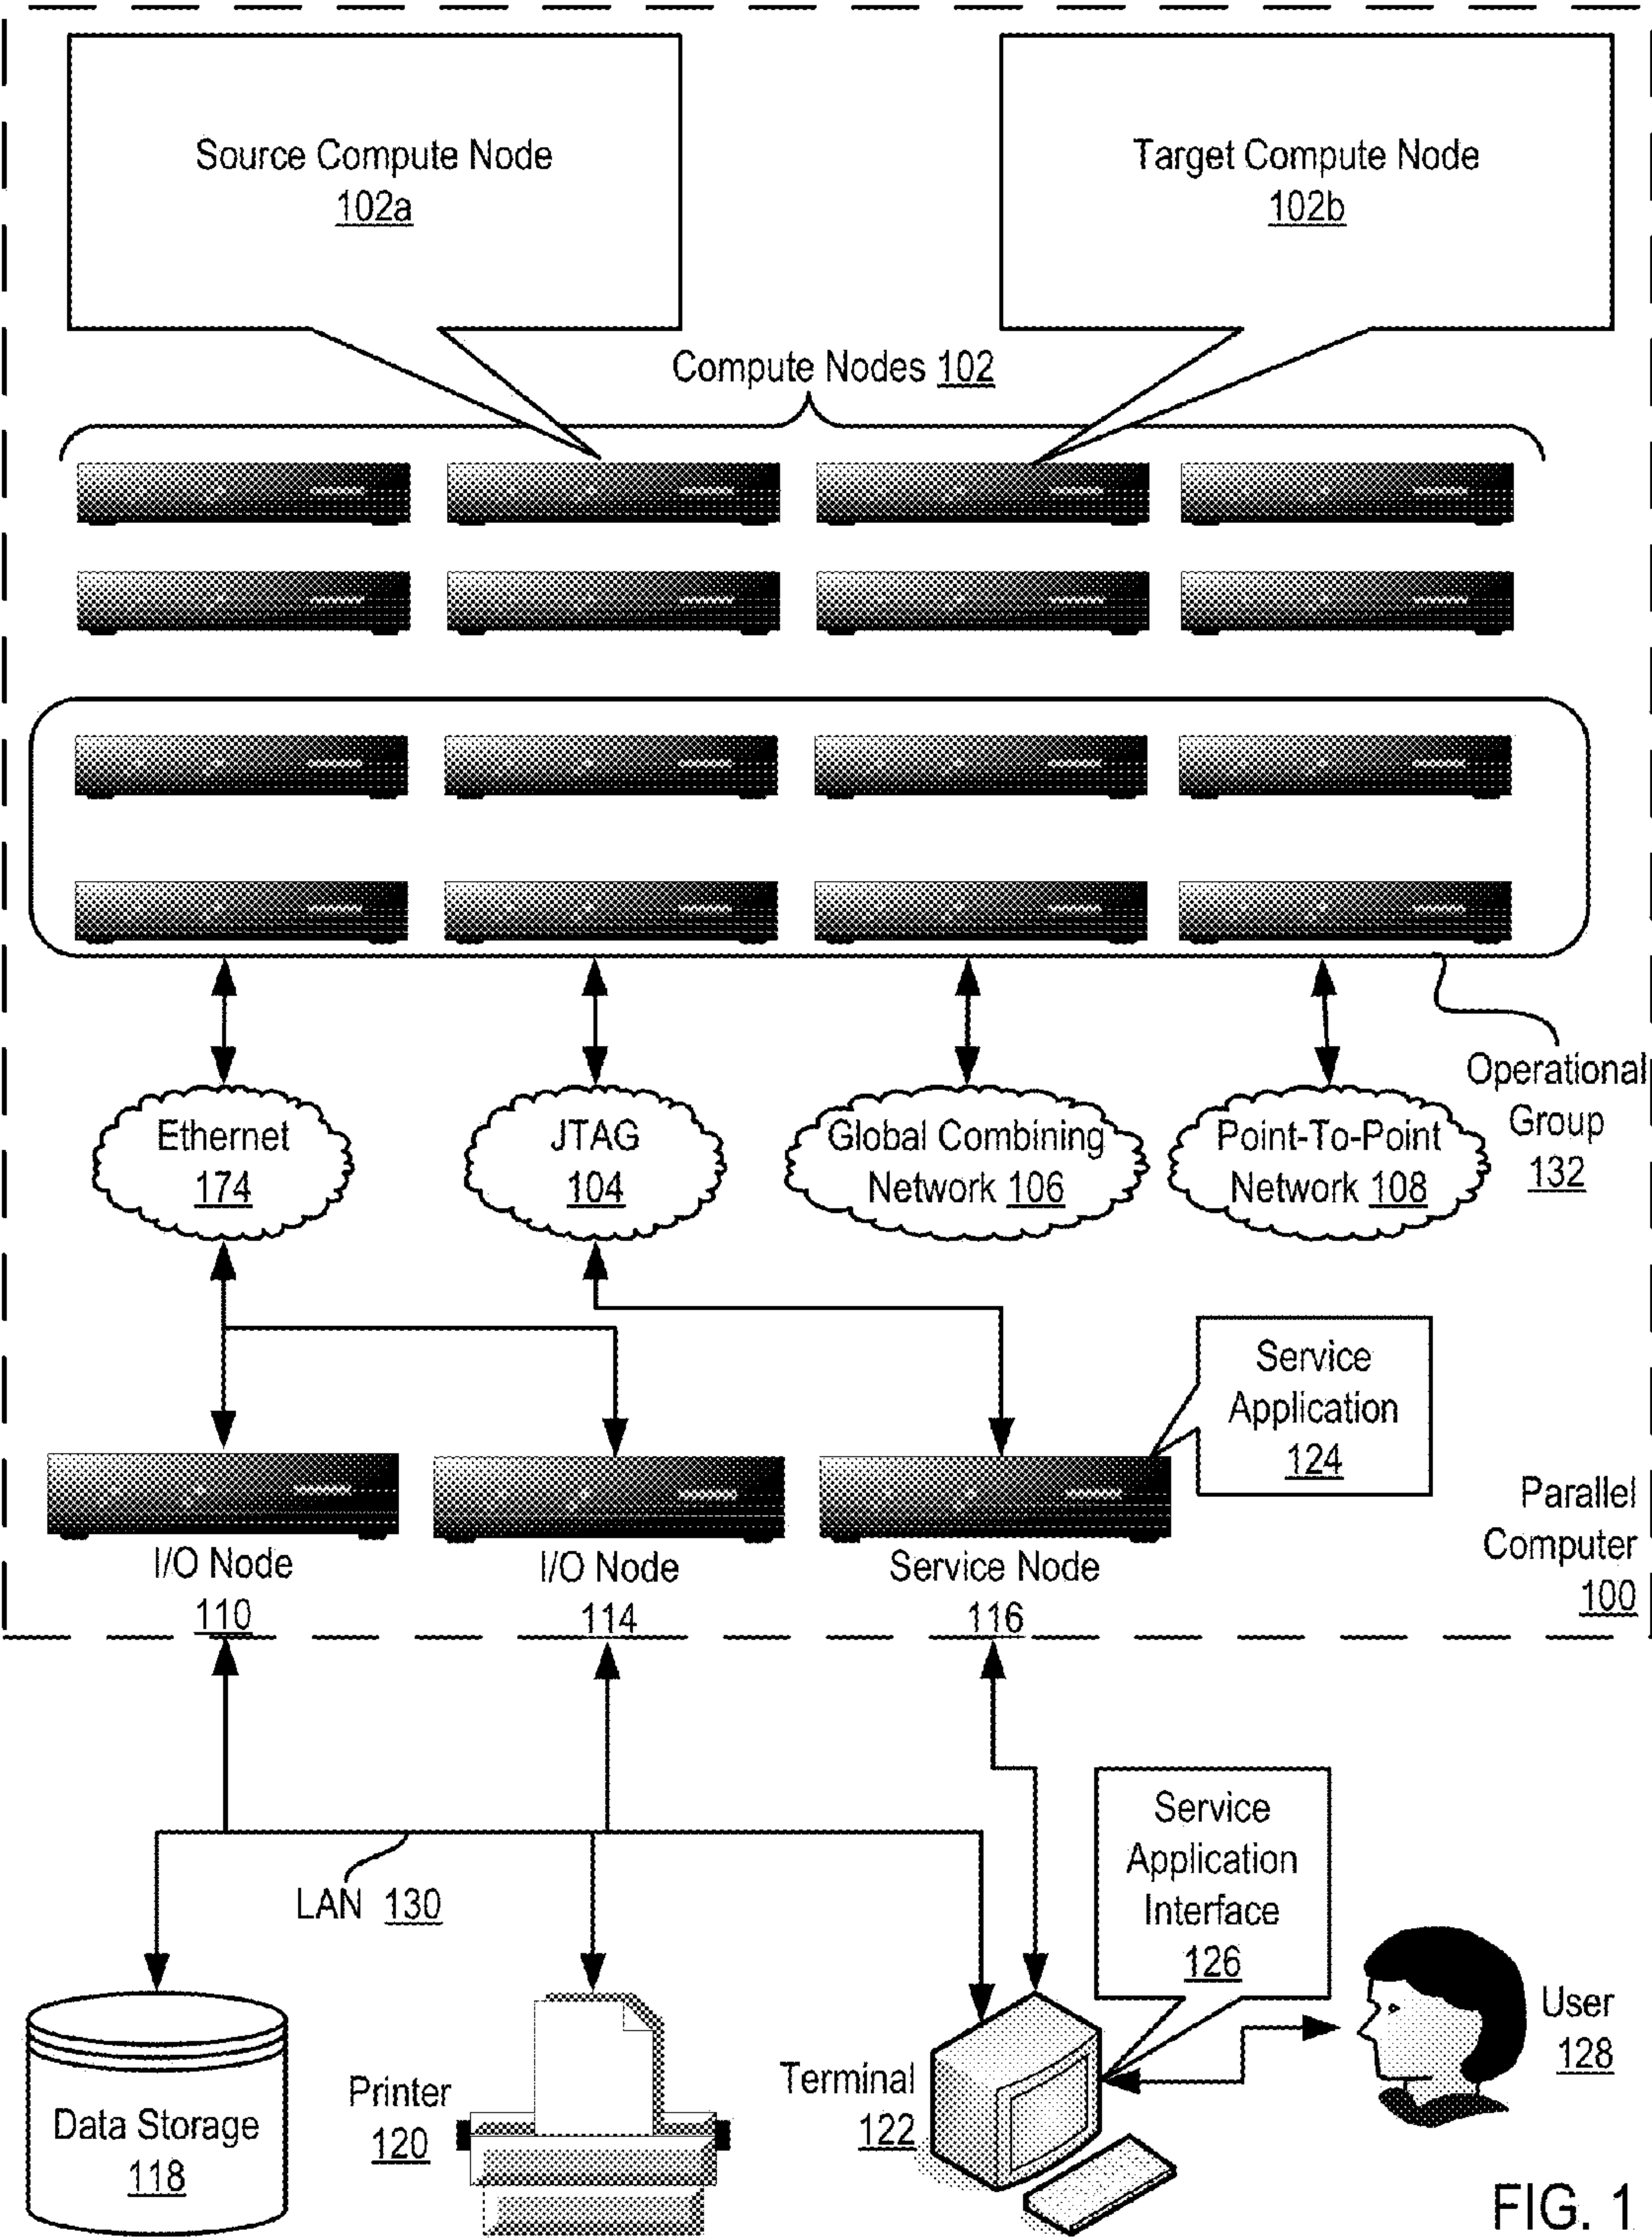 Source Compute Node
102a
Target Compute Node
102b
Compute Nodes 102
Ethernet
174
JTAG
104
Global Combining
Network 106
Point-To-Point
Network 108
Operational
Group
132
Service
Application
124
I/O Node
110
I/O Node
114
Service Node
116
Parallel
Computer
100
LAN 130
Service
Application
Interface
126
Data Storage
118
Printer
120
Terminal
122
User
128
FIG. 1